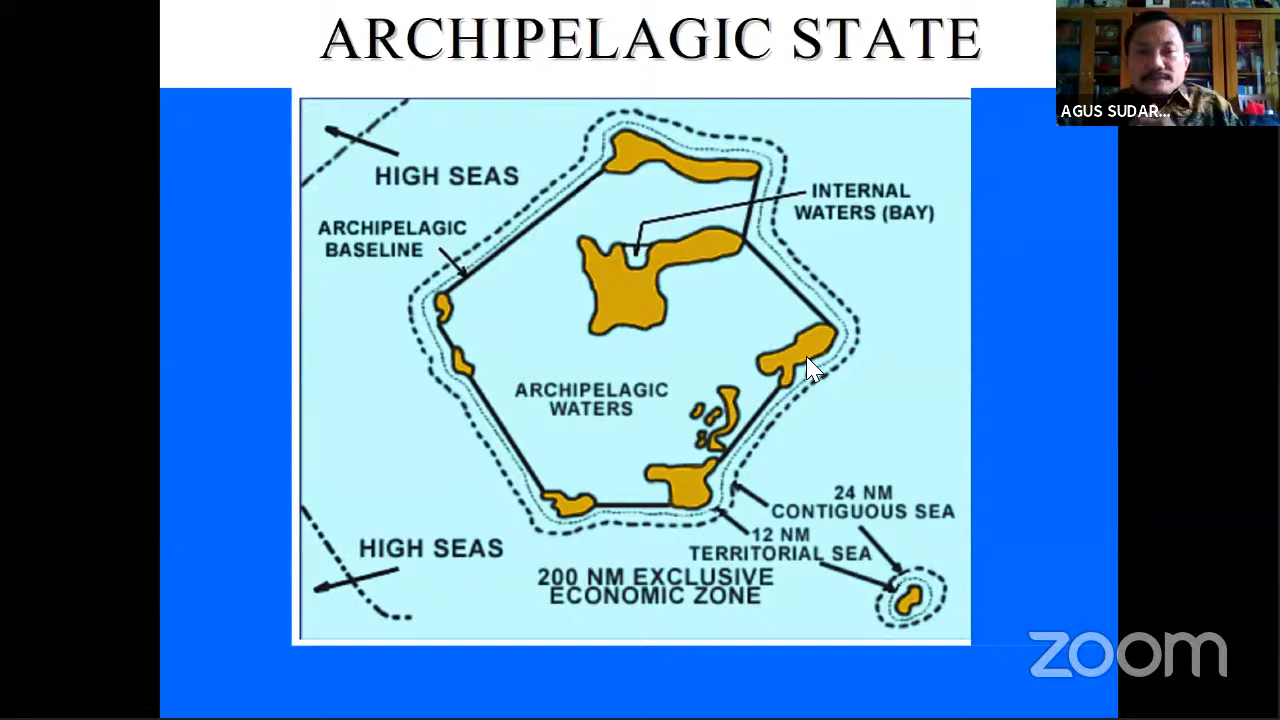 ARCHIPELAGIC STATE
AGUS SUDAR...
HIGH SEAS
INTERNAL
WATERS (BAY)
ARCHIPELAGIC
BASELINE
ARCHIPELAGIC
WATERS
24 NM
CONTIGUOUS SEA
12 NM
TERRITORIAL SEA
HIGH SEAS
200 NM EXCLUSIVE
ECONOMIC ZONE
zoom